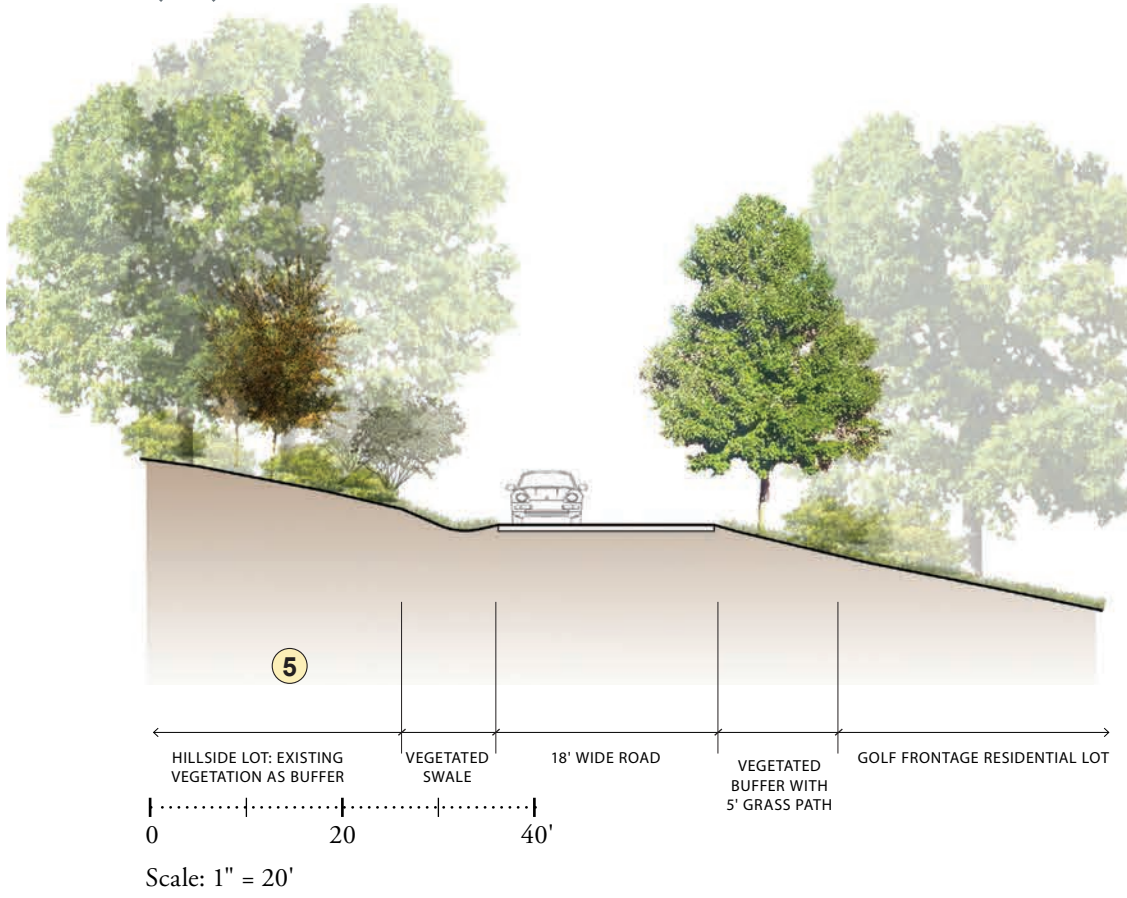 5
HILLSIDE LOT: EXISTING
VEGETATION AS BUFFER
VEGETATED
SWALE
18' WIDE ROAD
VEGETATED
BUFFER WITH
5' GRASS PATH
GOLF FRONTAGE RESIDENTIAL LOT
0 20 40'
Scale: 1" = 20'